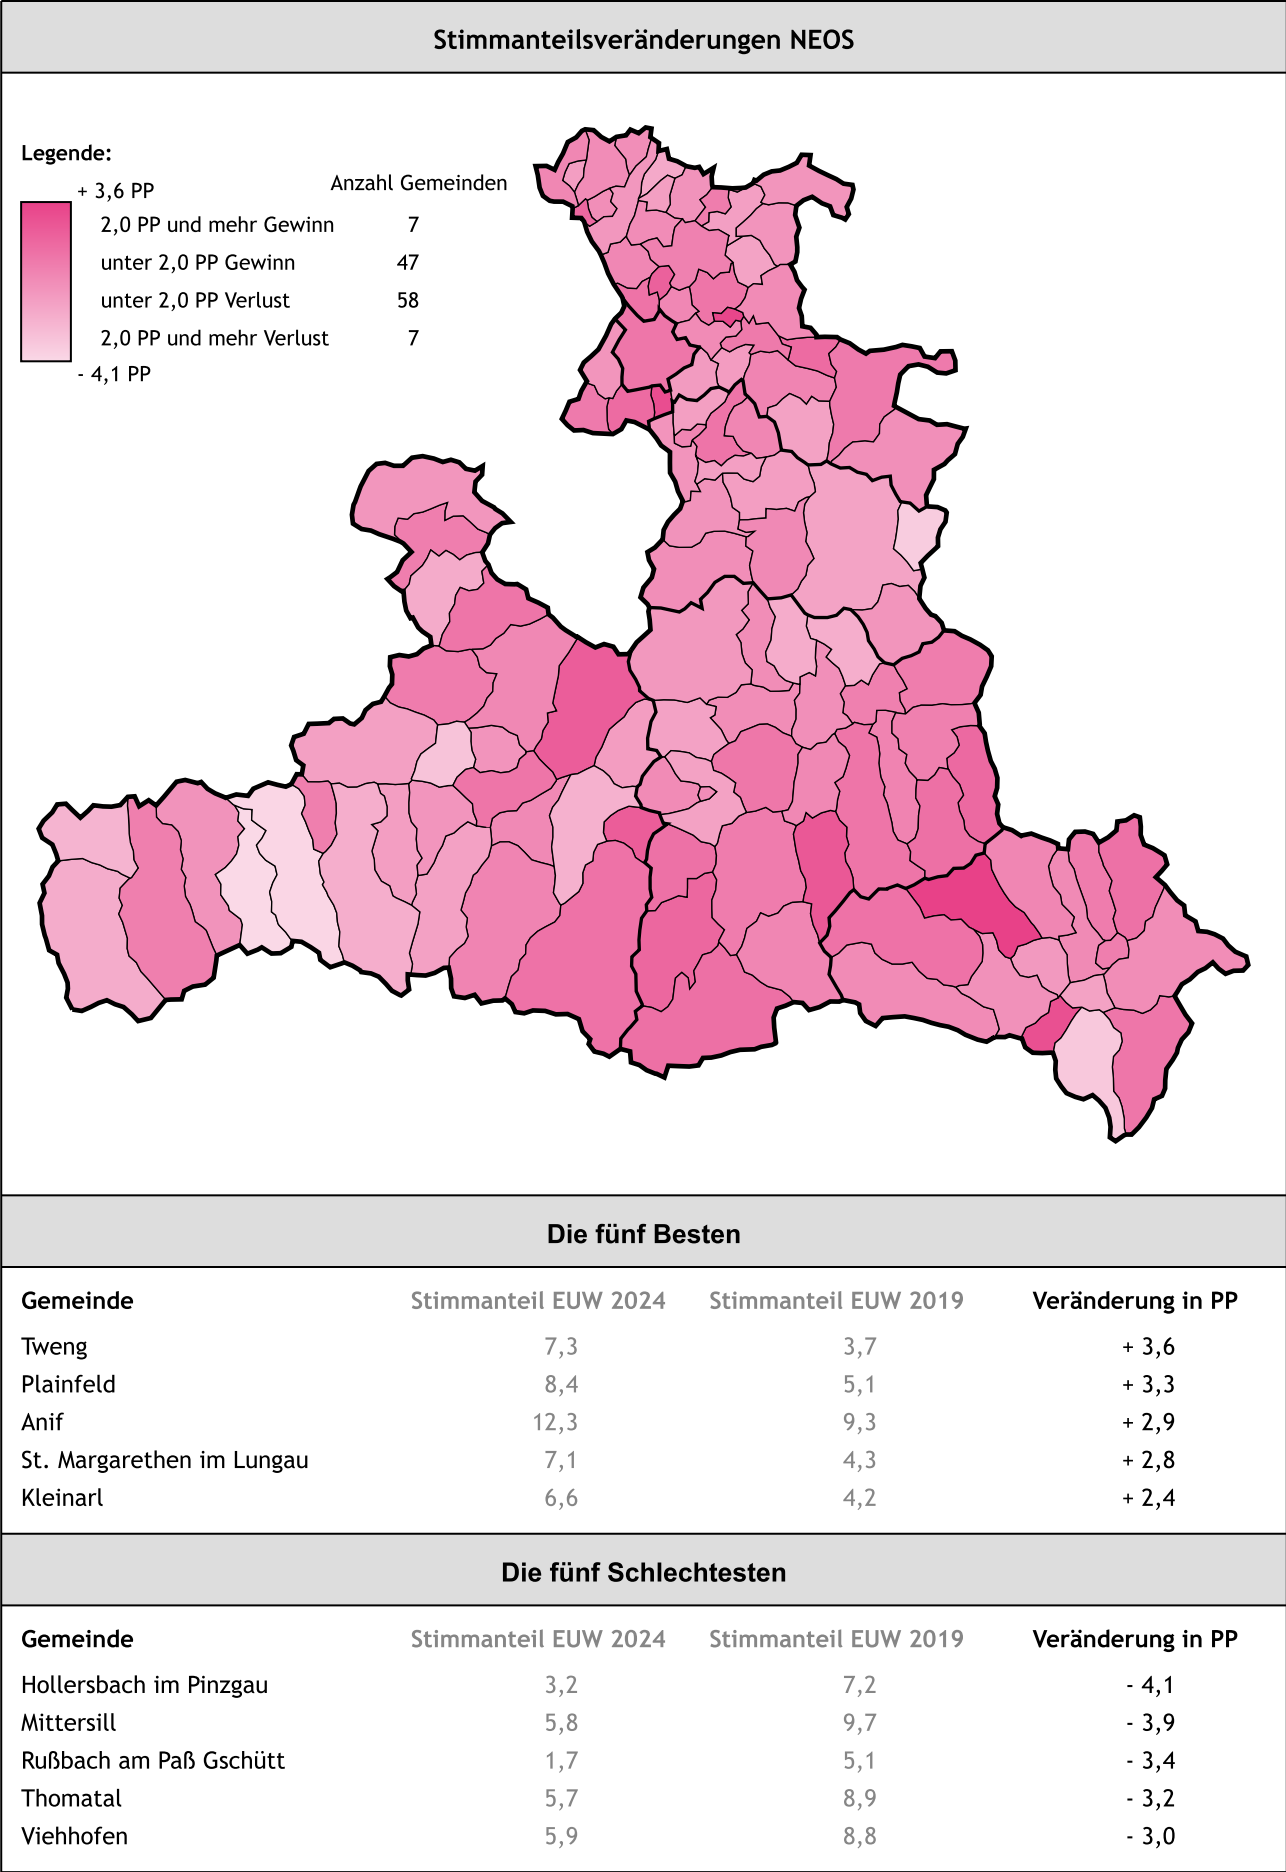 Stimmanteilsveränderungen NEOS
Legende:
+ 3,6 PP
Anzahl Gemeinden
2,0 PP und mehr Gewinn 7
unter 2,0 PP Gewinn 47
unter 2,0 PP Verlust 58
2,0 PP und mehr Verlust 7
- 4,1 PP
Die fünf Besten
Gemeinde Stimmanteil EUW 2024 Stimmanteil EUW 2019 Veränderung in PP
Tweng 7,3 3,7 + 3,6
Plainfeld 8,4 5,1 + 3,3
Anif 12,3 9,3 + 2,9
St. Margarethen im Lungau 7,1 4,3 + 2,8
Kleinarl 6,6 4,2 + 2,4
Die fünf Schlechtesten
Gemeinde Stimmanteil EUW 2024 Stimmanteil EUW 2019 Veränderung in PP
Hollersbach im Pinzgau 3,2 7,2 - 4,1
Mittersill 5,8 9,7 - 3,9
Rußbach am Paß Gschütt 1,7 5,1 - 3,4
Thomatal 5,7 8,9 - 3,2
Viehhofen 5,9 8,8 - 3,0